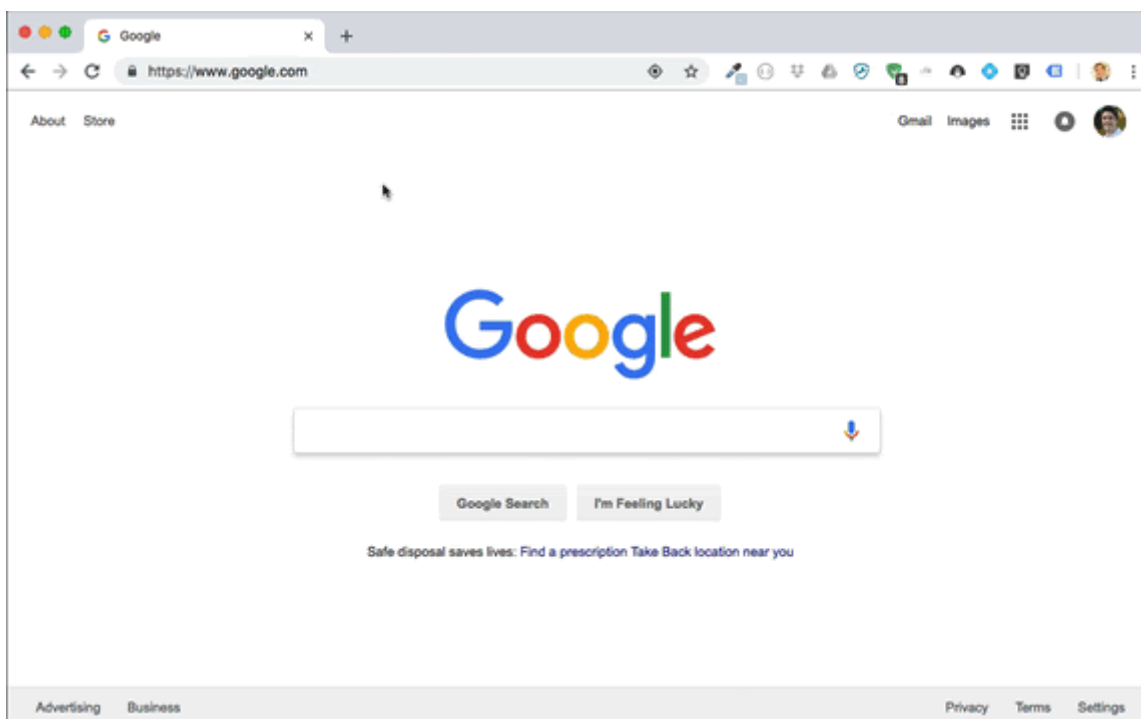 Google
https://www.google.com
About Store Gmail Images
Google
Google Search I'm Feeling Lucky
Safe disposal saves lives: Find a prescription Take Back location near you
Advertising Business Privacy Terms Settings